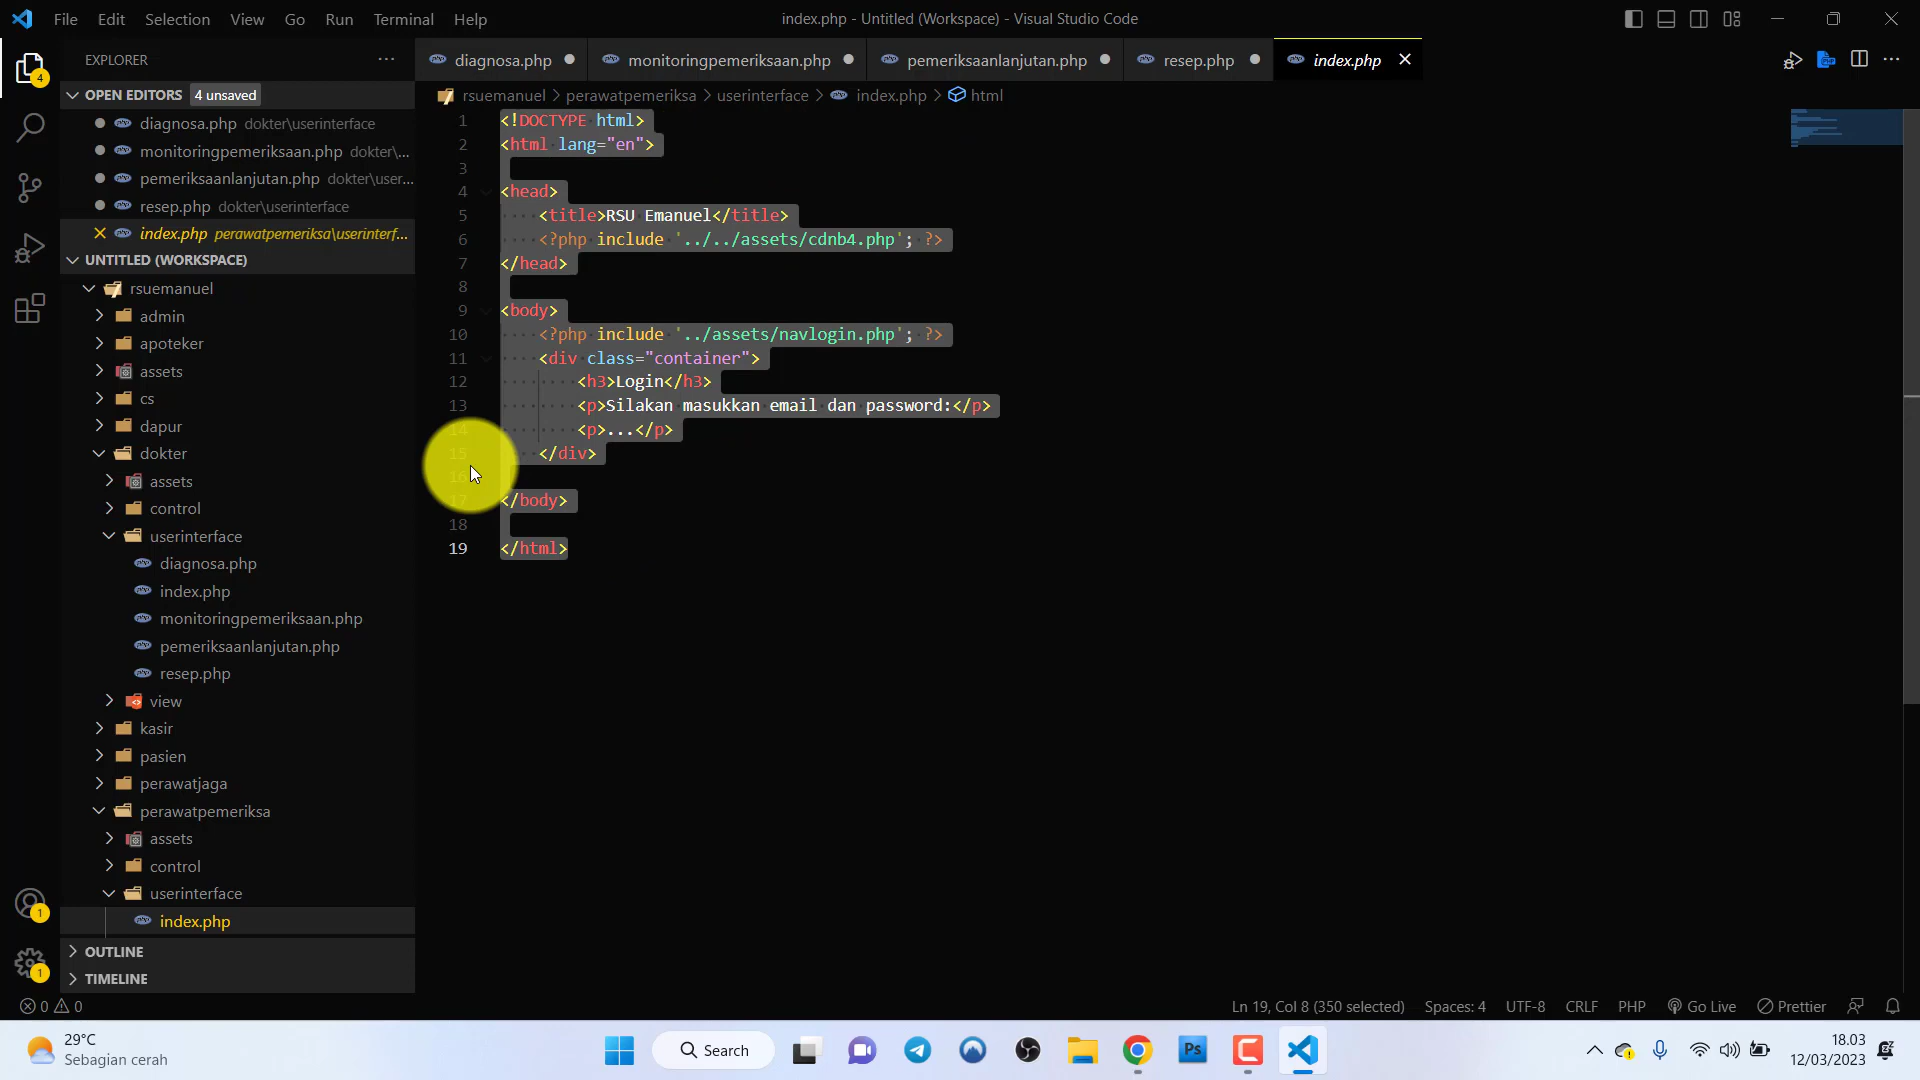 File Edit Selection View Go Run Terminal Help
index.php - Untitled (Workspace) - Visual Studio Code
EXPLORER
4
OPEN EDITORS 4 unsaved
diagnosa.php dokter\userinterface
monitoringpemeriksaan.php dokter\...
pemeriksaanlanjutan.php dokter\user...
resep.php dokter\userinterface
index.php perawatpemeriksa\userinterf...
UNTITLED (WORKSPACE)
rsuemanuel
admin
apoteker
assets
cs
dapur
dokter
assets
control
userinterface
diagnosa.php
index.php
monitoringpemeriksaan.php
pemeriksaanlanjutan.php
resep.php
view
kasir
pasien
perawatjaga
perawatpemeriksa
assets
control
userinterface
index.php
OUTLINE
TIMELINE
1
1
diagnosa.php monitoringpemeriksaan.php pemeriksaanlanjutan.php resep.php index.php
rsuemanuel > perawatpemeriksa > userinterface > index.php > html
1 <!DOCTYPE html>
2 <html lang="en">
3
4 <head>
5 <title>RSU Emanuel</title>
6 <?php include '../../assets/cdnb4.php'; ?>
7 </head>
8
9 <body>
10 <?php include '../assets/navlogin.php'; ?>
11 <div class="container">
12 <h3>Login</h3>
13 <p>Silakan masukkan email dan password:</p>
14 <p>...</p>
15 </div>
16
17 </body>
18
19 </html>
0 0
Ln 19, Col 8 (350 selected) Spaces: 4 UTF-8 CRLF PHP Go Live Prettier
29°C
Sebagian cerah
Search
Ps
18.03
12/03/2023